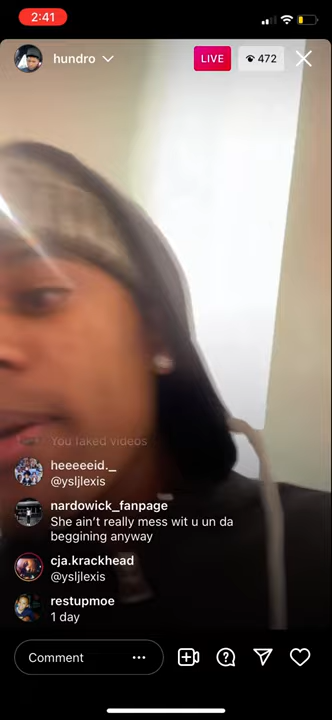 2:41
hundro
LIVE
472
You faked videos
heeeeeid._
@ysljlexis
nardowick_fanpage
She ain't really mess wit u un da
beggining anyway
cja.krackhead
@ysljlexis
restupmoe
1 day
Comment